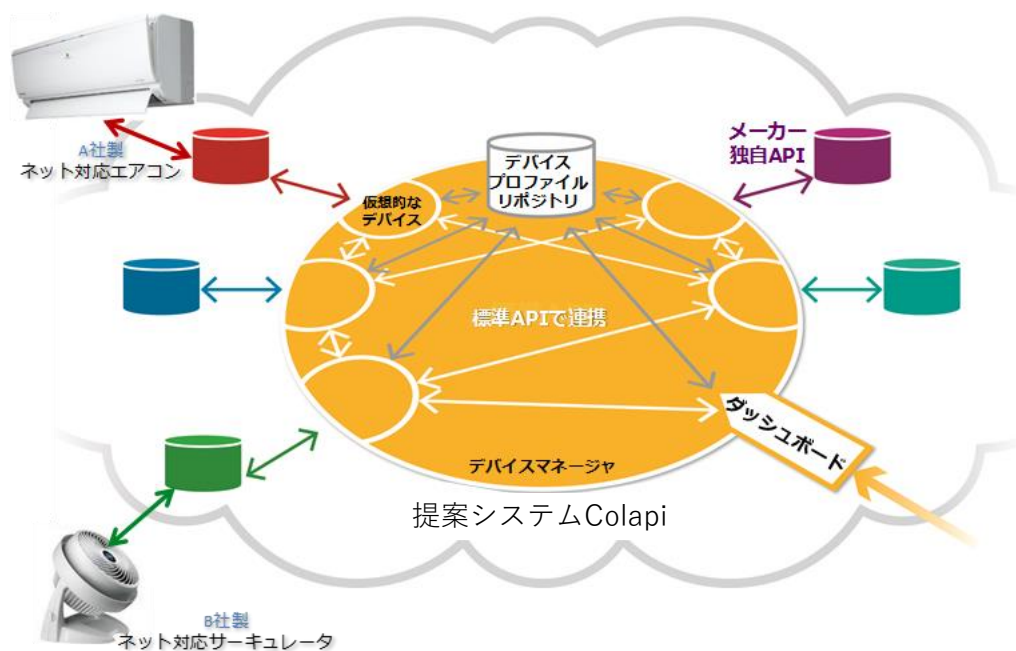 A社製
ネット対応エアコン
メーカー
独自API
デバイス
プロファイル
リポジトリ
仮想的な
デバイス
標準APIで連携
ダッシュボード
デバイスマネージャ
提案システムColapi
B社製
ネット対応サーキュレータ